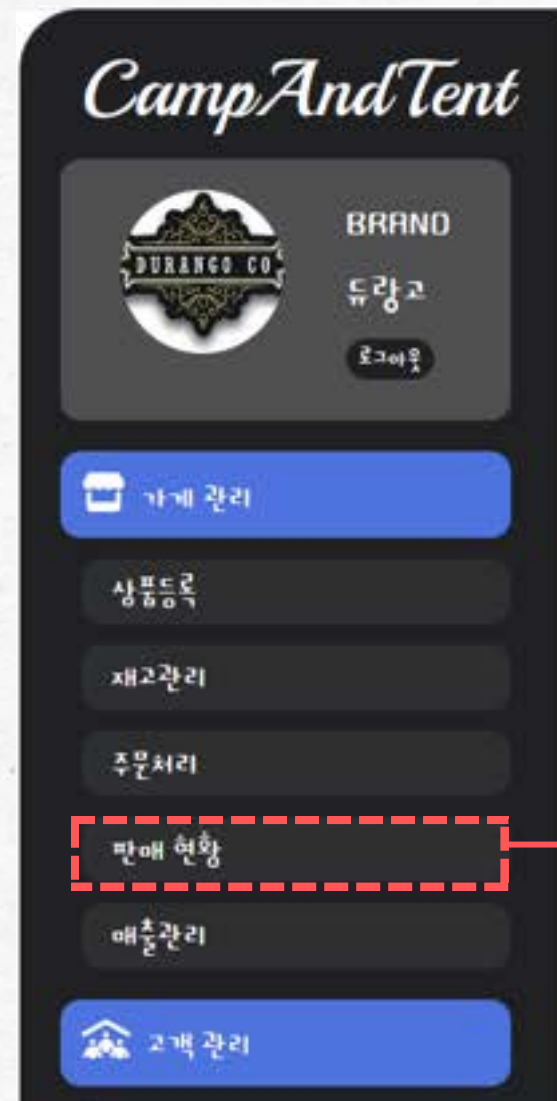 CampAndTent
DURANGO CO
BRAND
듀랑고
로그아웃
가게 관리
상품등록
재고관리
주문처리
판매 현황
매출관리
고객 관리